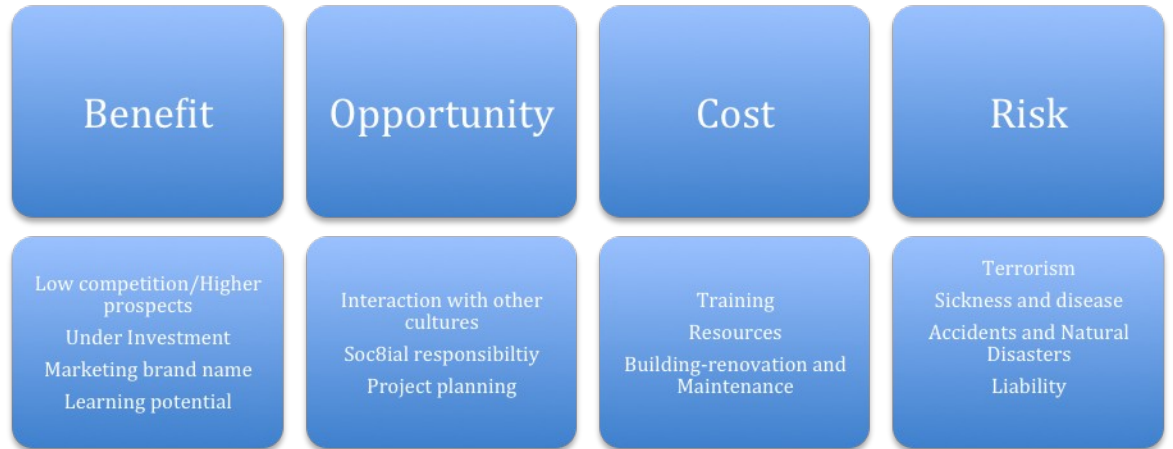 Benefit
Opportunity
Cost
Risk
Low competition/Higher
prospects
Under Investment
Marketing brand name
Learning potential
Interaction with other
cultures
Soc8ial responsibiltiy
Project planning
Training
Resources
Building-renovation and
Maintenance
Terrorism
Sickness and disease
Accidents and Natural
Disasters
Liability